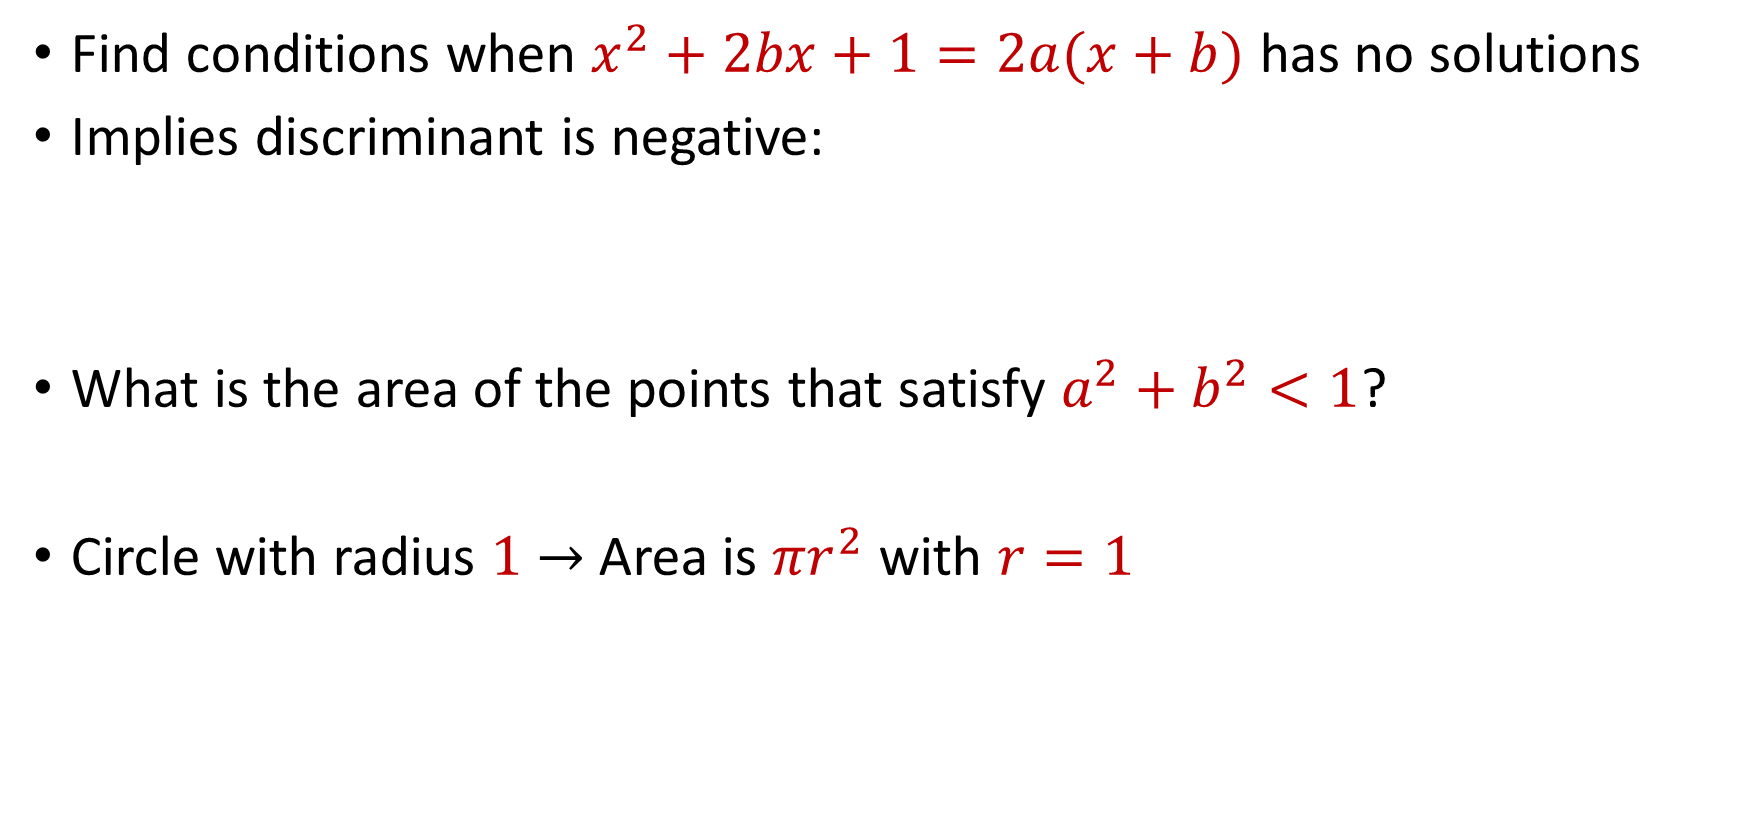 • Find conditions when x² + 2bx + 1 = 2a(x + b) has no solutions
• Implies discriminant is negative:
• What is the area of the points that satisfy a² + b² < 1?
• Circle with radius 1 → Area is πr² with r = 1